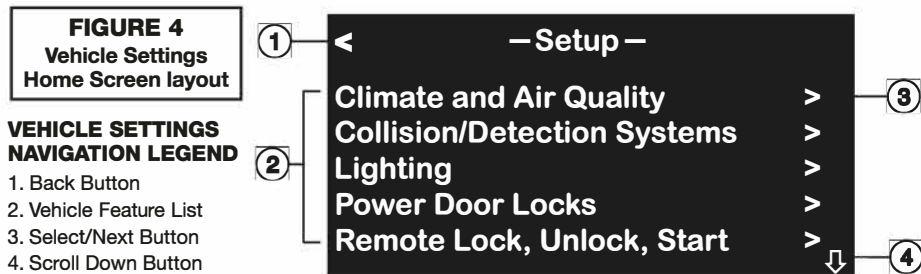 FIGURE 4
Vehicle Settings
Home Screen layout
VEHICLE SETTINGS
NAVIGATION LEGEND
1. Back Button
2. Vehicle Feature List
3. Select/Next Button
4. Scroll Down Button
1
< –Setup–
2
Climate and Air Quality >
Collision/Detection Systems >
Lighting >
Power Door Locks >
Remote Lock, Unlock, Start >
3
4